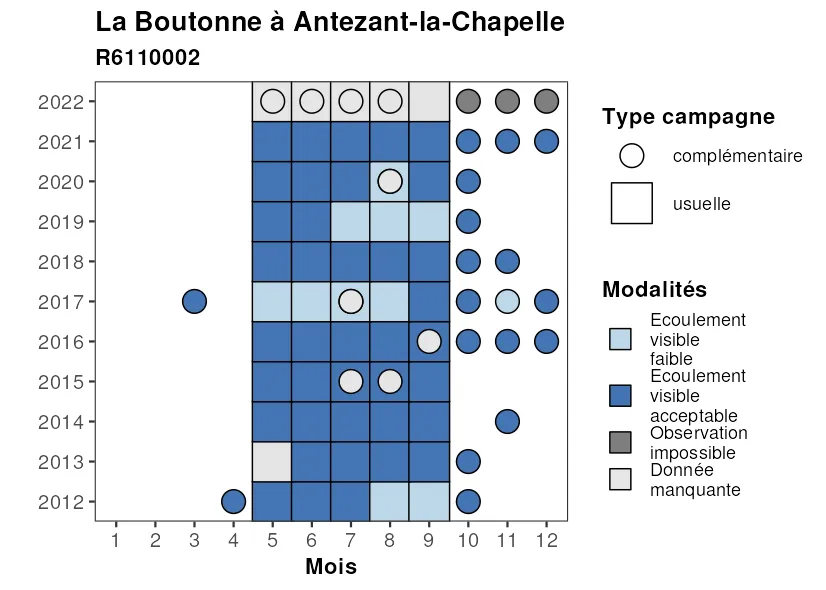 La Boutonne à Antezant-la-Chapelle
R6110002
2022
2021
2020
2019
2018
2017
2016
2015
2014
2013
2012
1 2 3 4 5 6 7 8 9 10 11 12
Mois
Type campagne
complémentaire
usuelle
Modalités
Ecoulement
visible
faible
Ecoulement
visible
acceptable
Observation
impossible
Donnée
manquante